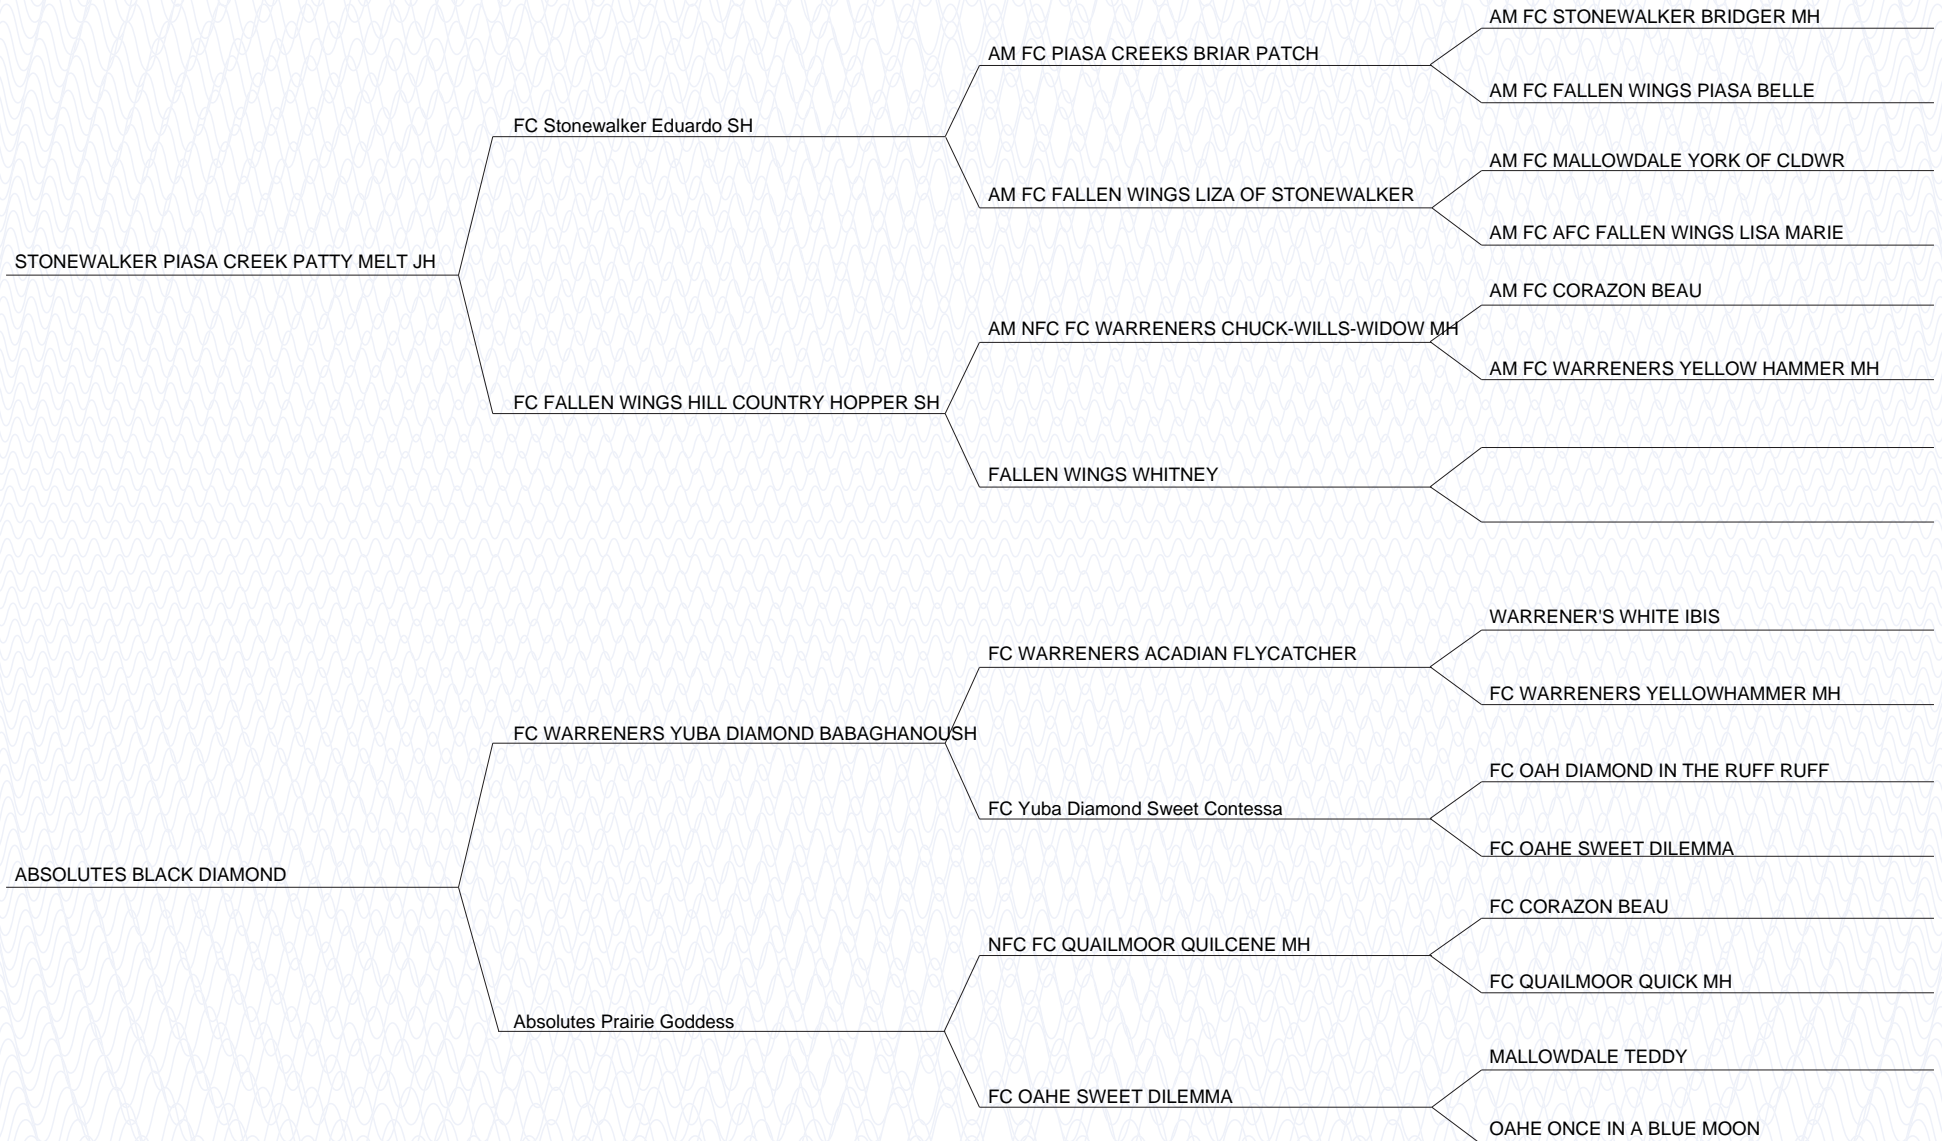 AM FC STONEWALKER BRIDGER MH
AM FC PIASA CREEKS BRIAR PATCH
AM FC FALLEN WINGS PIASA BELLE
FC Stonewalker Eduardo SH
AM FC MALLOWDALE YORK OF CLDWR
AM FC FALLEN WINGS LIZA OF STONEWALKER
AM FC AFC FALLEN WINGS LISA MARIE
STONEWALKER PIASA CREEK PATTY MELT JH
AM FC CORAZON BEAU
AM NFC FC WARRENERS CHUCK-WILLS-WIDOW MH
AM FC WARRENERS YELLOW HAMMER MH
FC FALLEN WINGS HILL COUNTRY HOPPER SH
FALLEN WINGS WHITNEY
WARRENER'S WHITE IBIS
FC WARRENERS ACADIAN FLYCATCHER
FC WARRENERS YELLOWHAMMER MH
FC WARRENERS YUBA DIAMOND BABAGHANOUSH
FC OAH DIAMOND IN THE RUFF RUFF
FC Yuba Diamond Sweet Contessa
FC OAHE SWEET DILEMMA
ABSOLUTES BLACK DIAMOND
FC CORAZON BEAU
NFC FC QUAILMOOR QUILCENE MH
FC QUAILMOOR QUICK MH
Absolutes Prairie Goddess
MALLOWDALE TEDDY
FC OAHE SWEET DILEMMA
OAHE ONCE IN A BLUE MOON